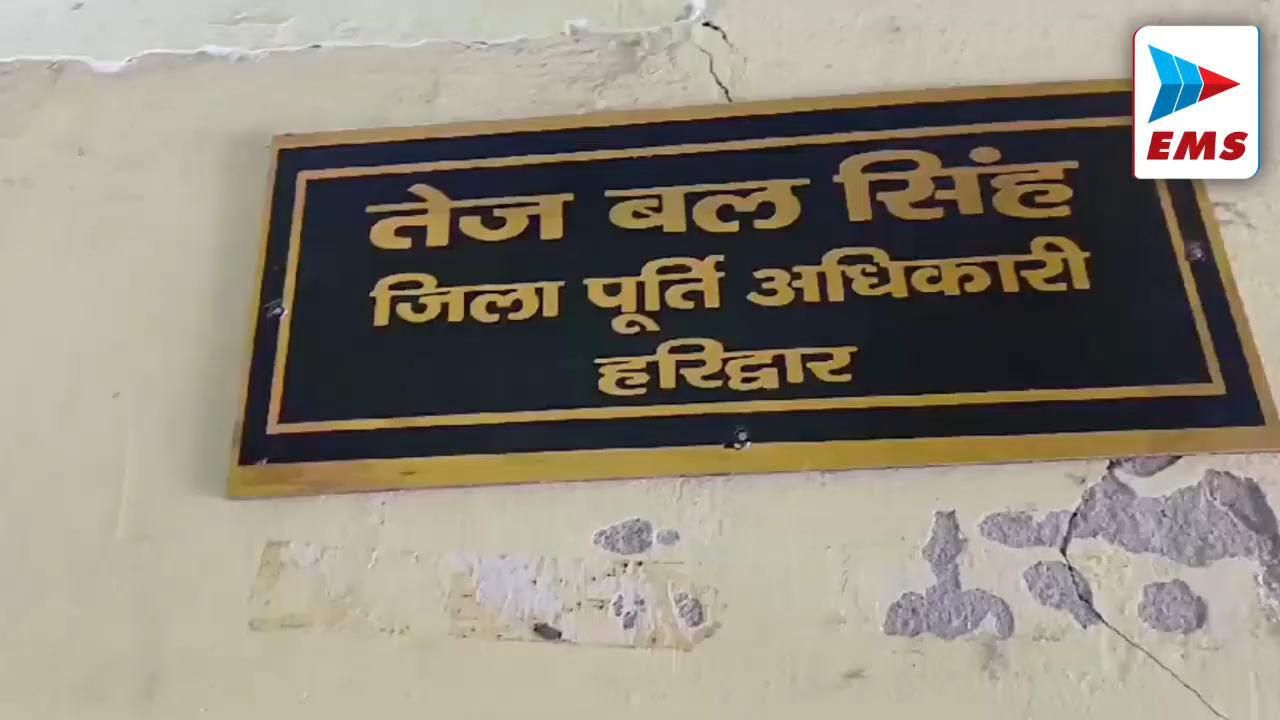 EMS
तेज बल सिंह
जिला पूर्ति अधिकारी
हरिद्वार